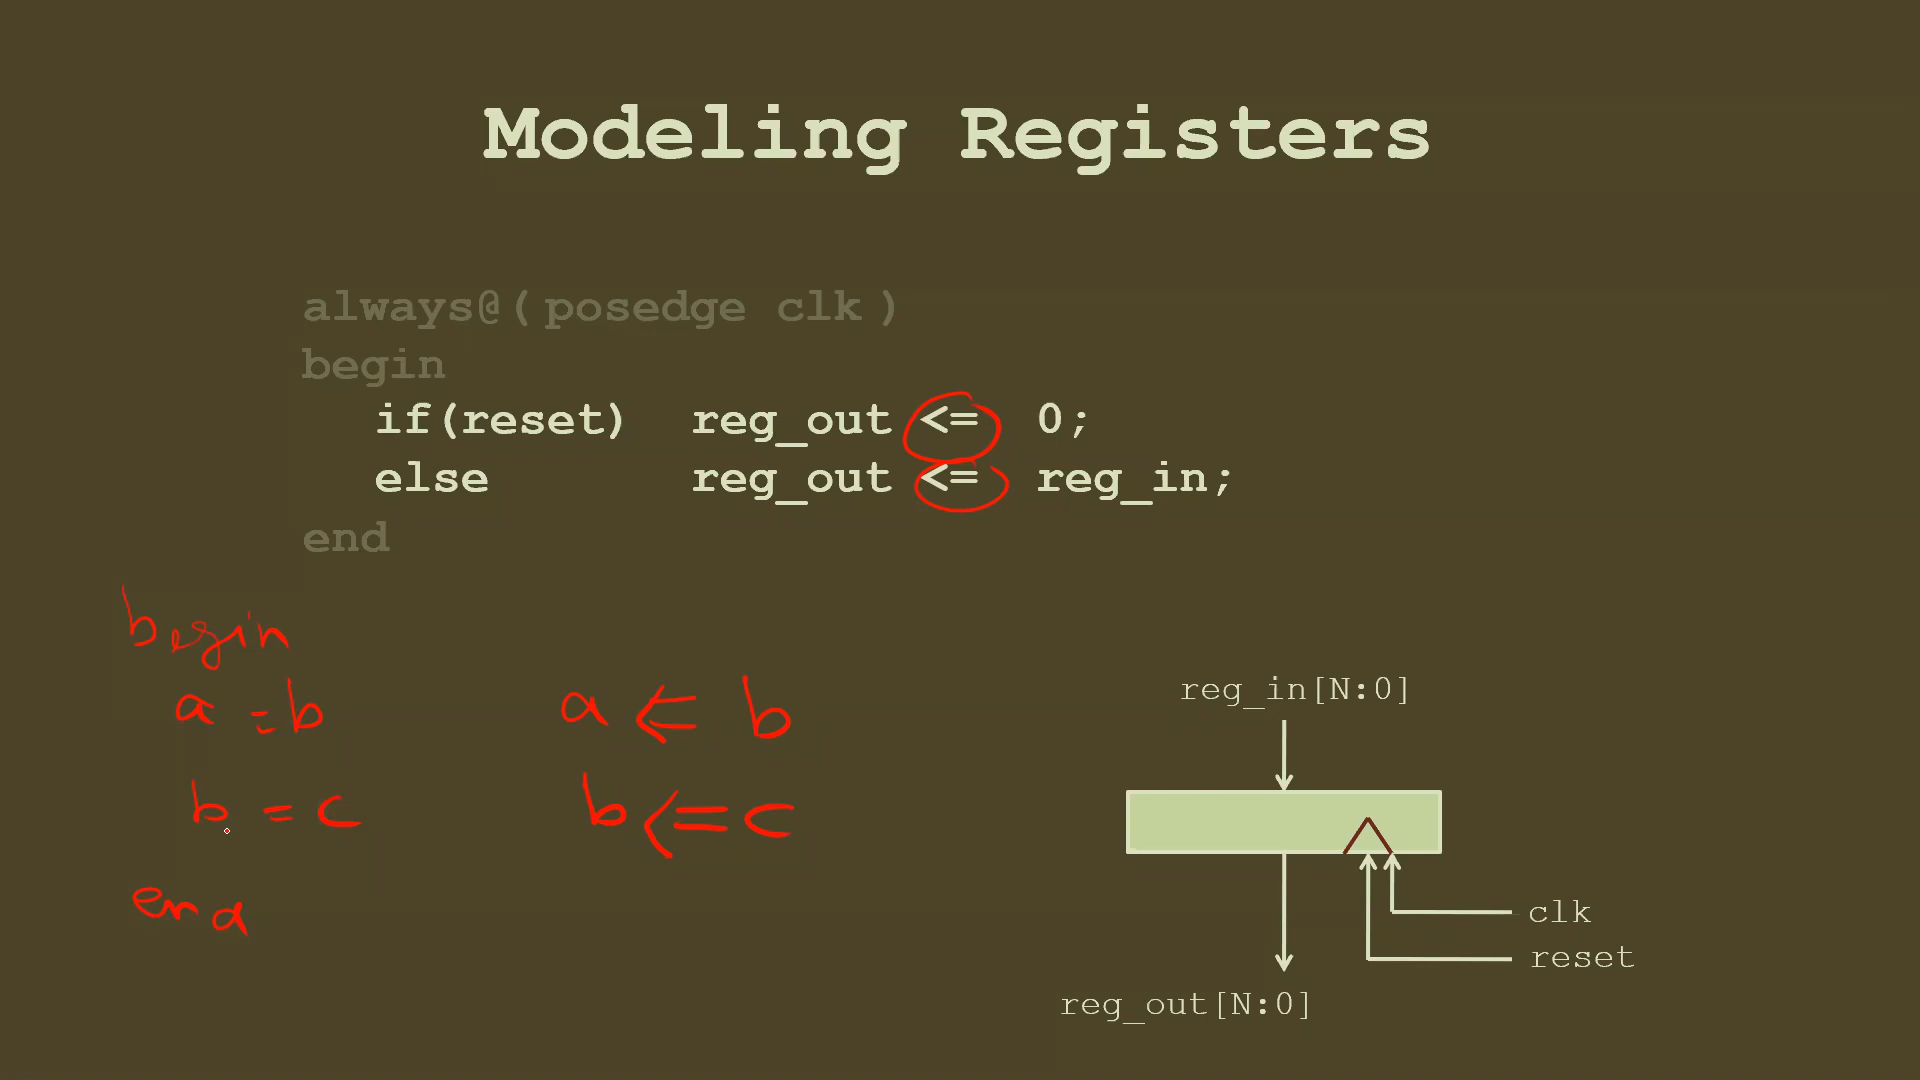 Modeling Registers
always@(posedge clk)
begin
if(reset) reg_out <= 0;
else reg_out <= reg_in;
end
begin
a = b
b = c
end
a <= b
b <= c
reg_in[N:0]
clk
reset
reg_out[N:0]